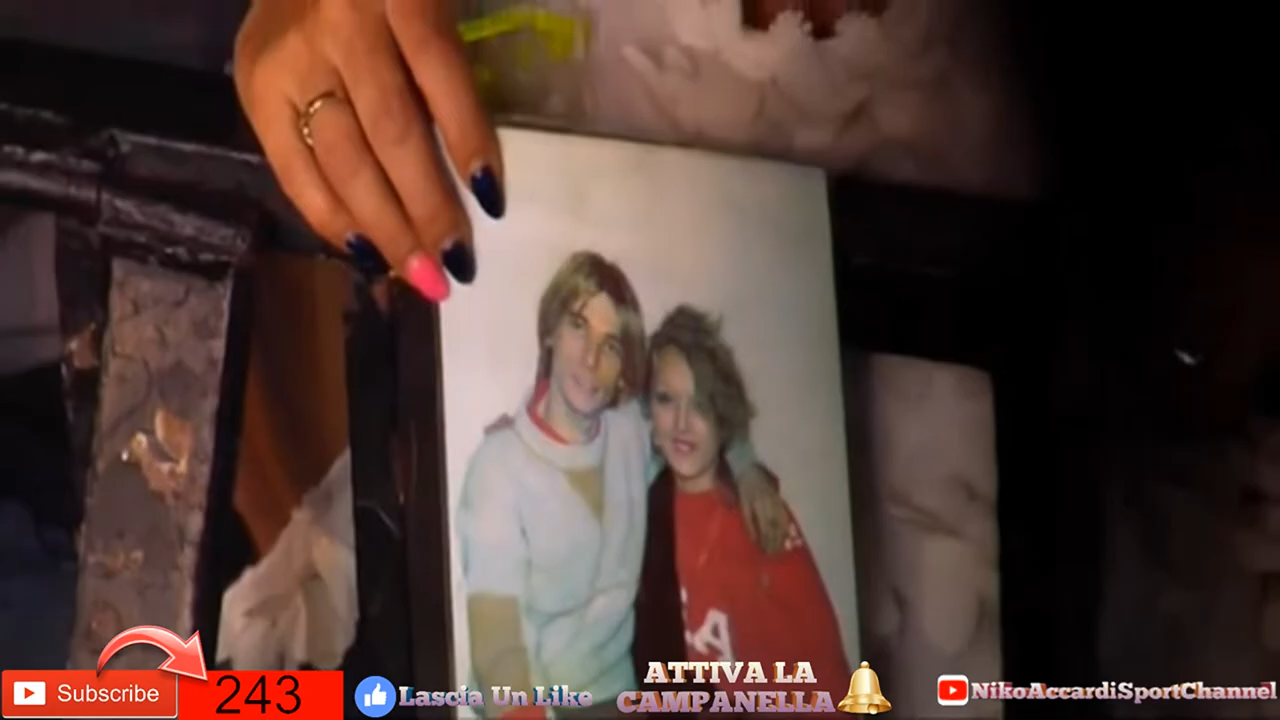 Subscribe
243
Lascia Un Like
ATTIVA LA
CAMPANELLA
NikoAccardiSportChannel